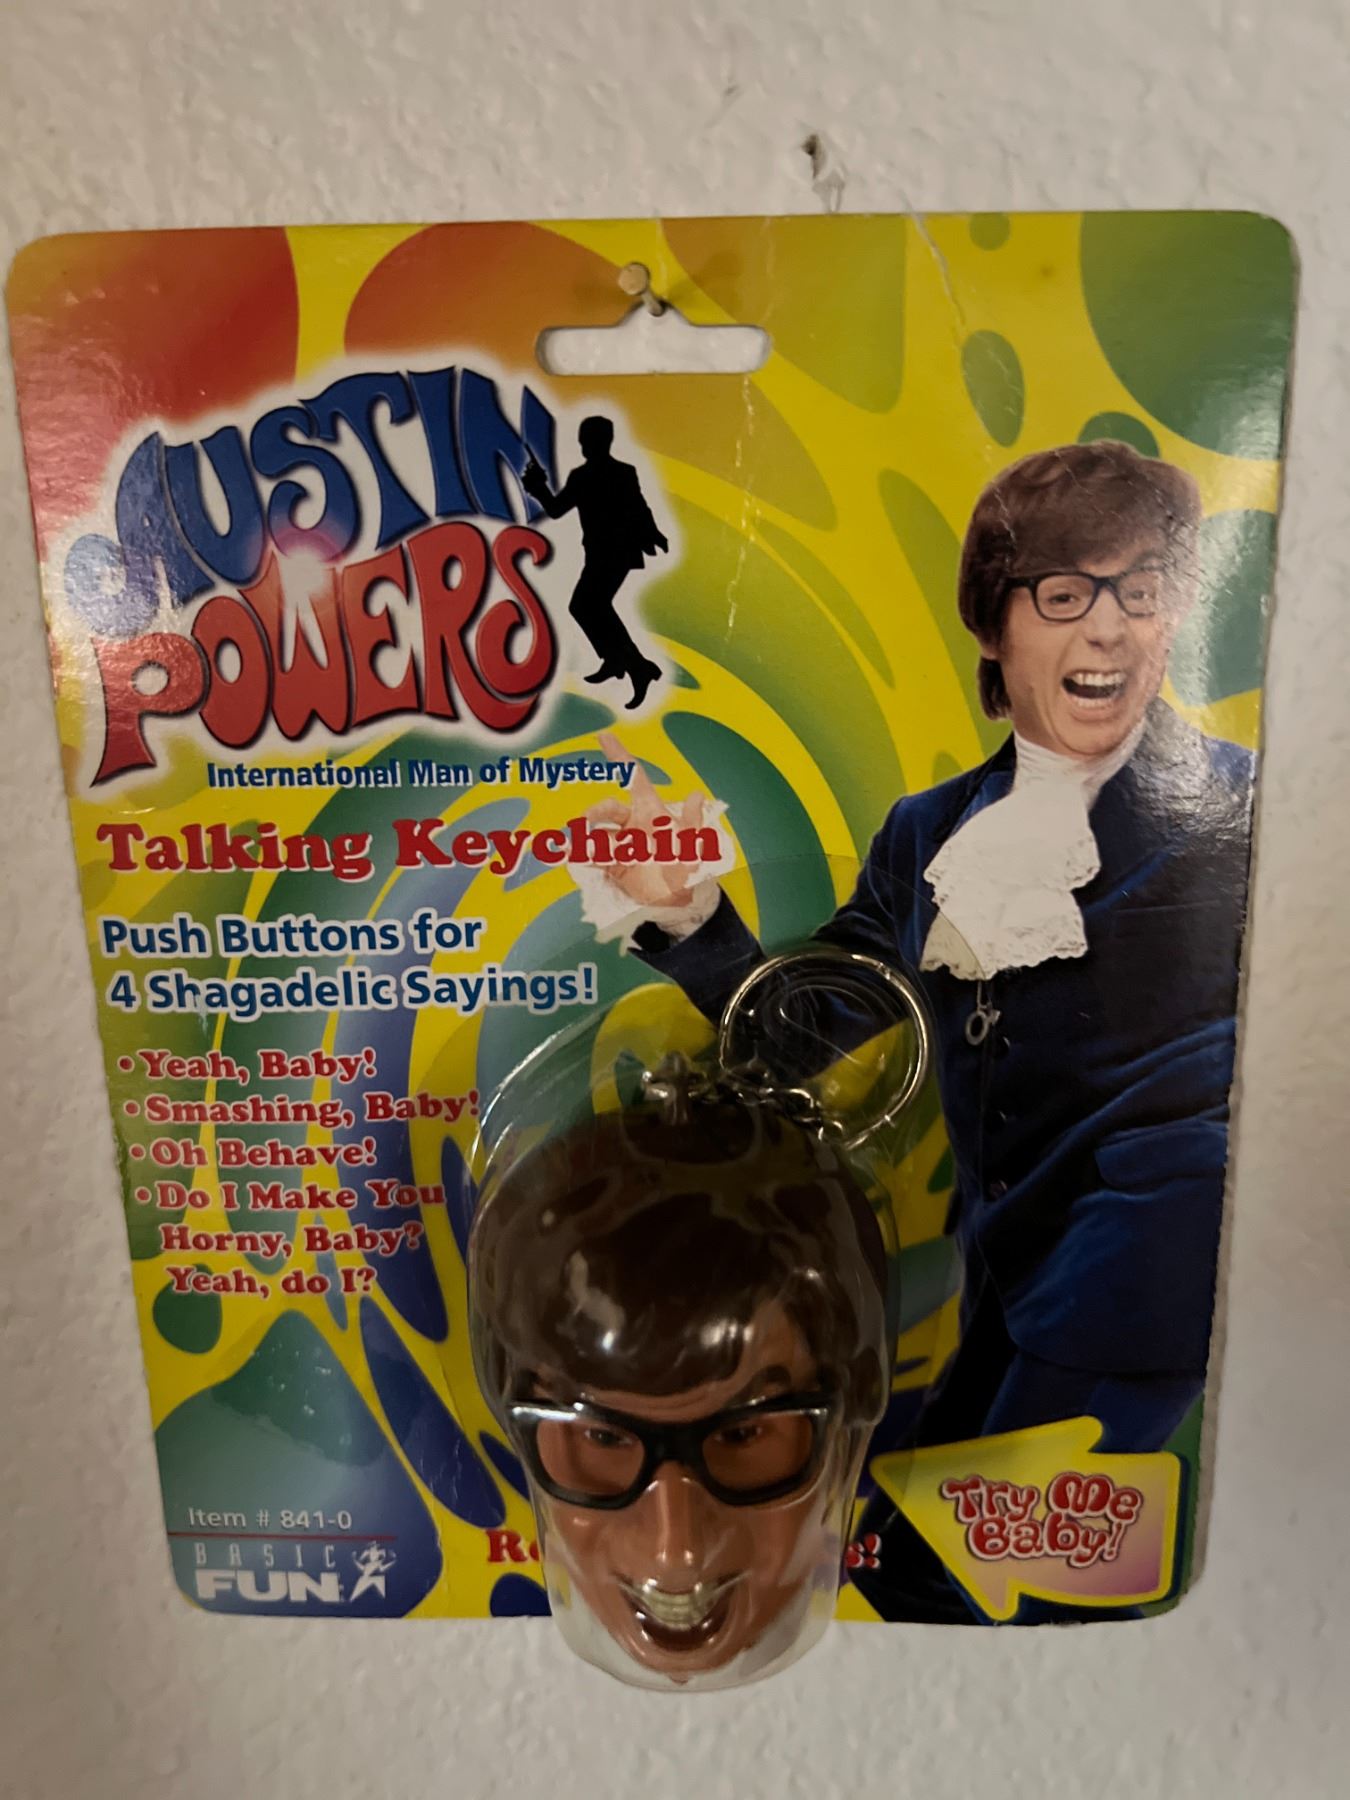 AUSTIN
POWERS
International Man of Mystery
Talking Keychain
Push Buttons for
4 Shagadelic Sayings!
• Yeah, Baby!
• Smashing, Baby!
• Oh Behave!
• Do I Make You
Horny, Baby?
Yeah, do I?
Item # 841-0
BASIC
FUN
Try Me
Baby!